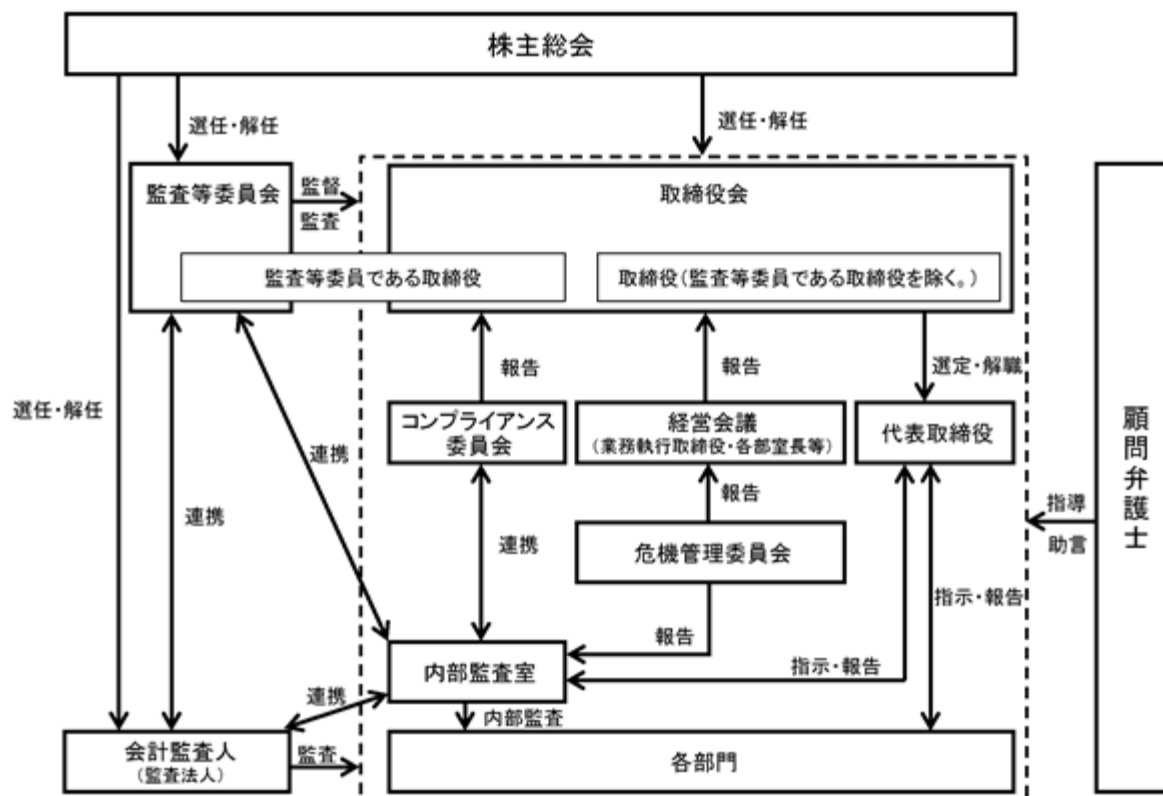 株主総会
選任・解任
選任・解任
監査等委員会
監督
監査
取締役会
監査等委員である取締役
取締役(監査等委員である取締役を除く。)
報告
報告
選定・解職
選任・解任
コンプライアンス
委員会
経営会議
(業務執行取締役・各部室長等)
代表取締役
顧問弁護士
連携
報告
指導
助言
連携
連携
危機管理委員会
指示・報告
報告
内部監査室
指示・報告
連携
内部監査
会計監査人
(監査法人)
監査
各部門